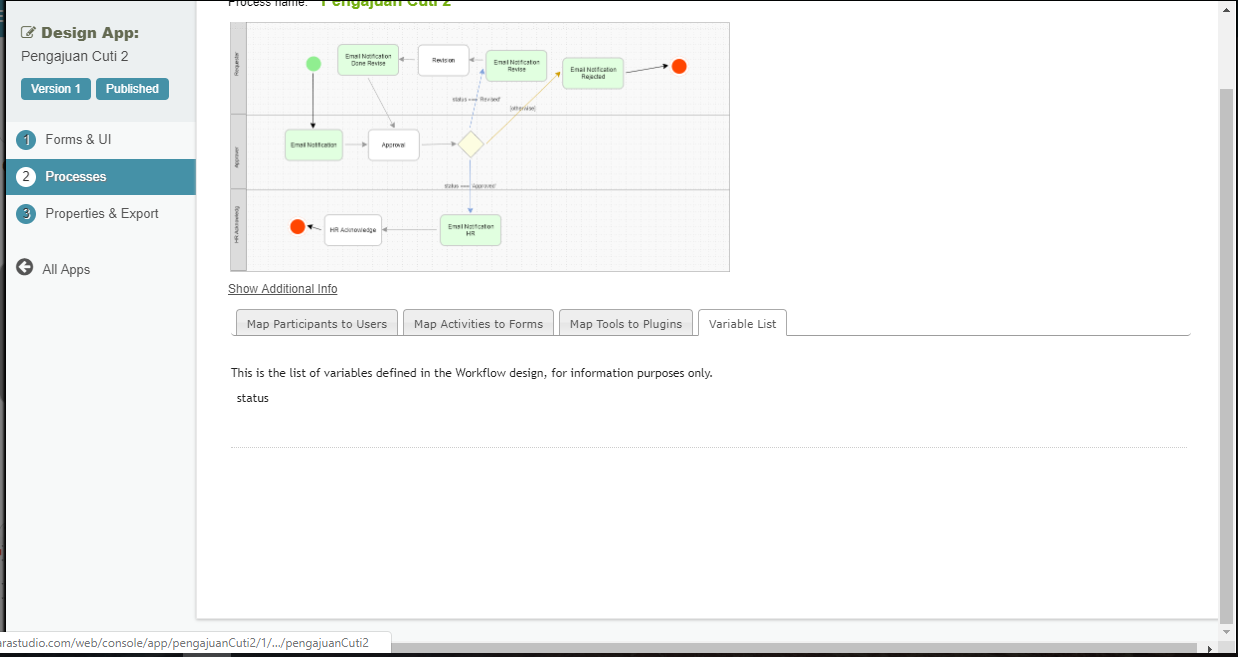 Process name: Pengajuan Cuti 2
Design App:
Pengajuan Cuti 2
Version 1
Published
1 Forms & UI
2 Processes
3 Properties & Export
All Apps
Requester
Email Notification
Done Revise
Revision
Email Notification
Revise
Email Notification
Rejected
status === 'Revised'
(otherwise)
Approver
Email Notification
Approval
status === 'Approved'
HR Acknowledg
HR Acknowledge
Email Notification
HR
Show Additional Info
Map Participants to Users
Map Activities to Forms
Map Tools to Plugins
Variable List
This is the list of variables defined in the Workflow design, for information purposes only.
status
arastudio.com/web/console/app/pengajuanCuti2/1/.../pengajuanCuti2